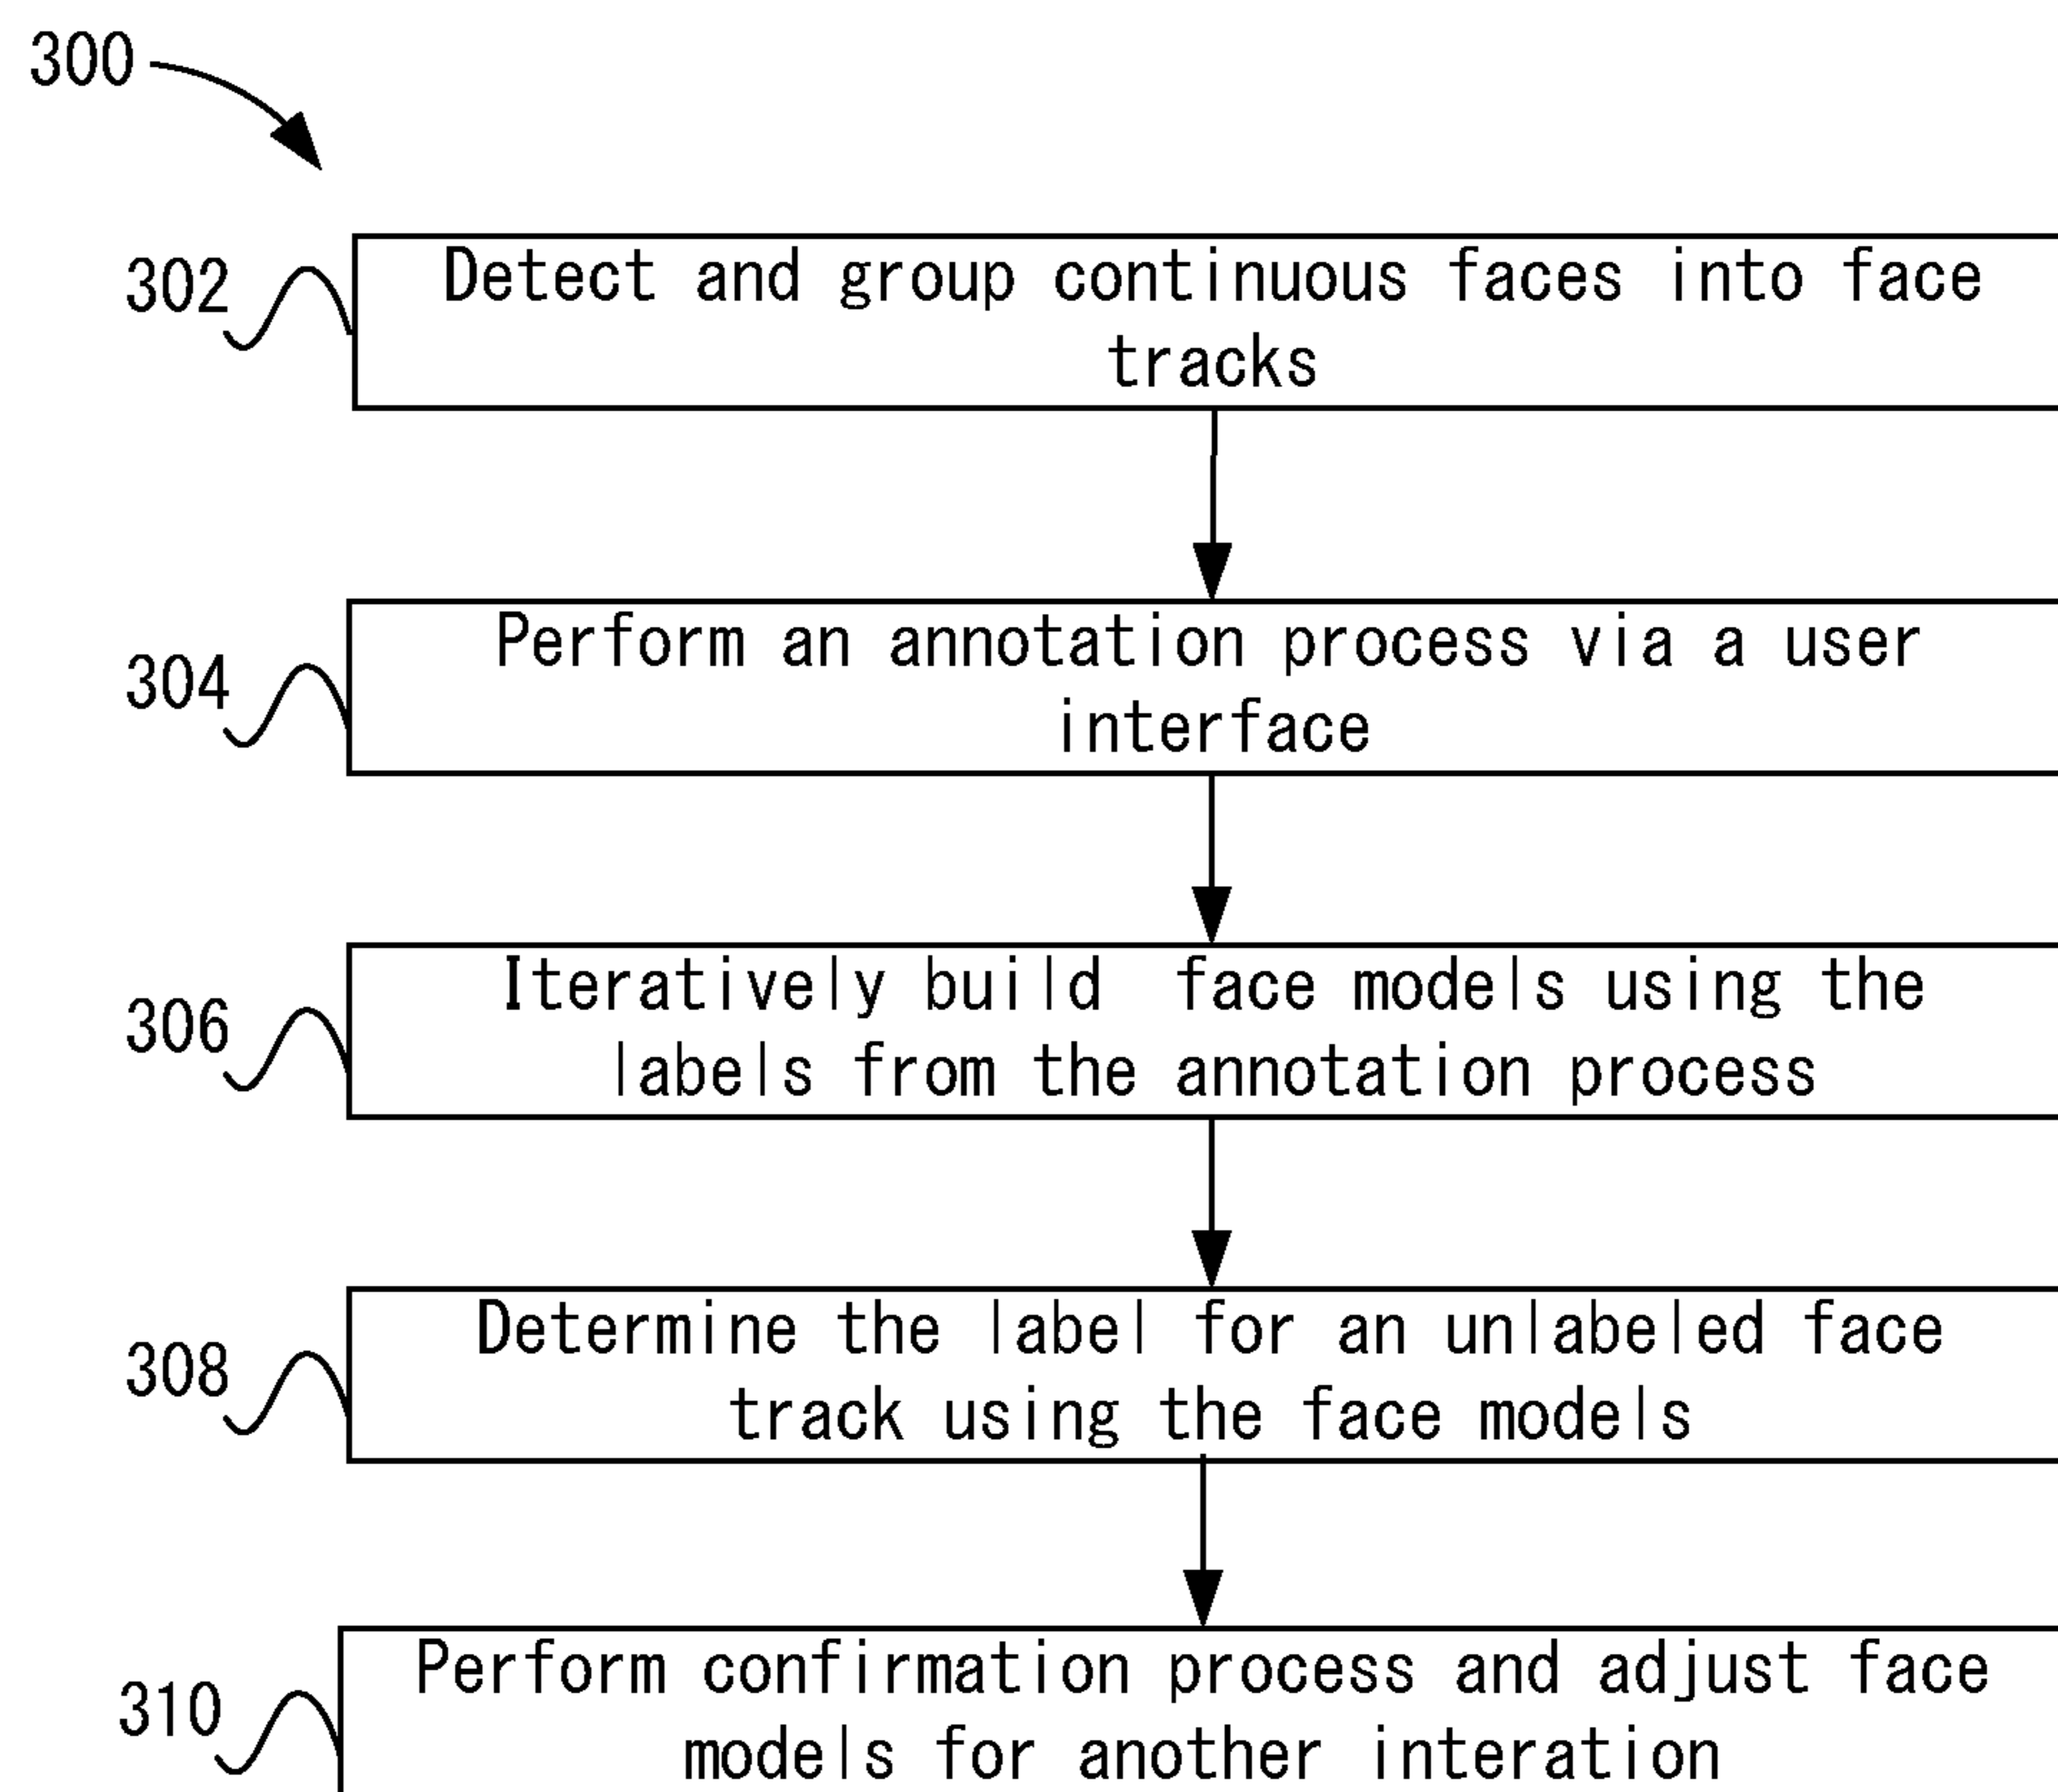 300
302
Detect and group continuous faces into face
tracks
304
Perform an annotation process via a user
interface
306
Iteratively build face models using the
labels from the annotation process
308
Determine the label for an unlabeled face
track using the face models
310
Perform confirmation process and adjust face
models for another interation